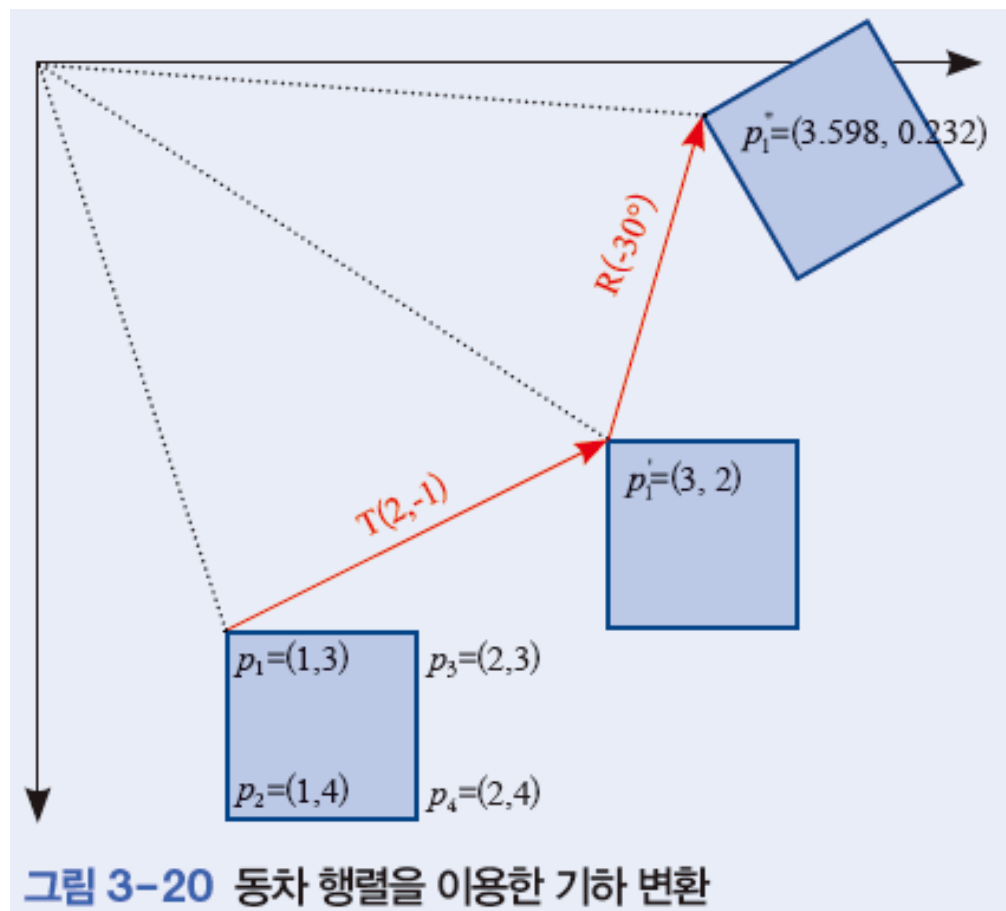 p₁″=(3.598, 0.232)
R(-30°)
p₁′=(3, 2)
T(2,-1)
p₁=(1,3) p₃=(2,3)
p₂=(1,4) p₄=(2,4)
그림 3-20 동차 행렬을 이용한 기하 변환